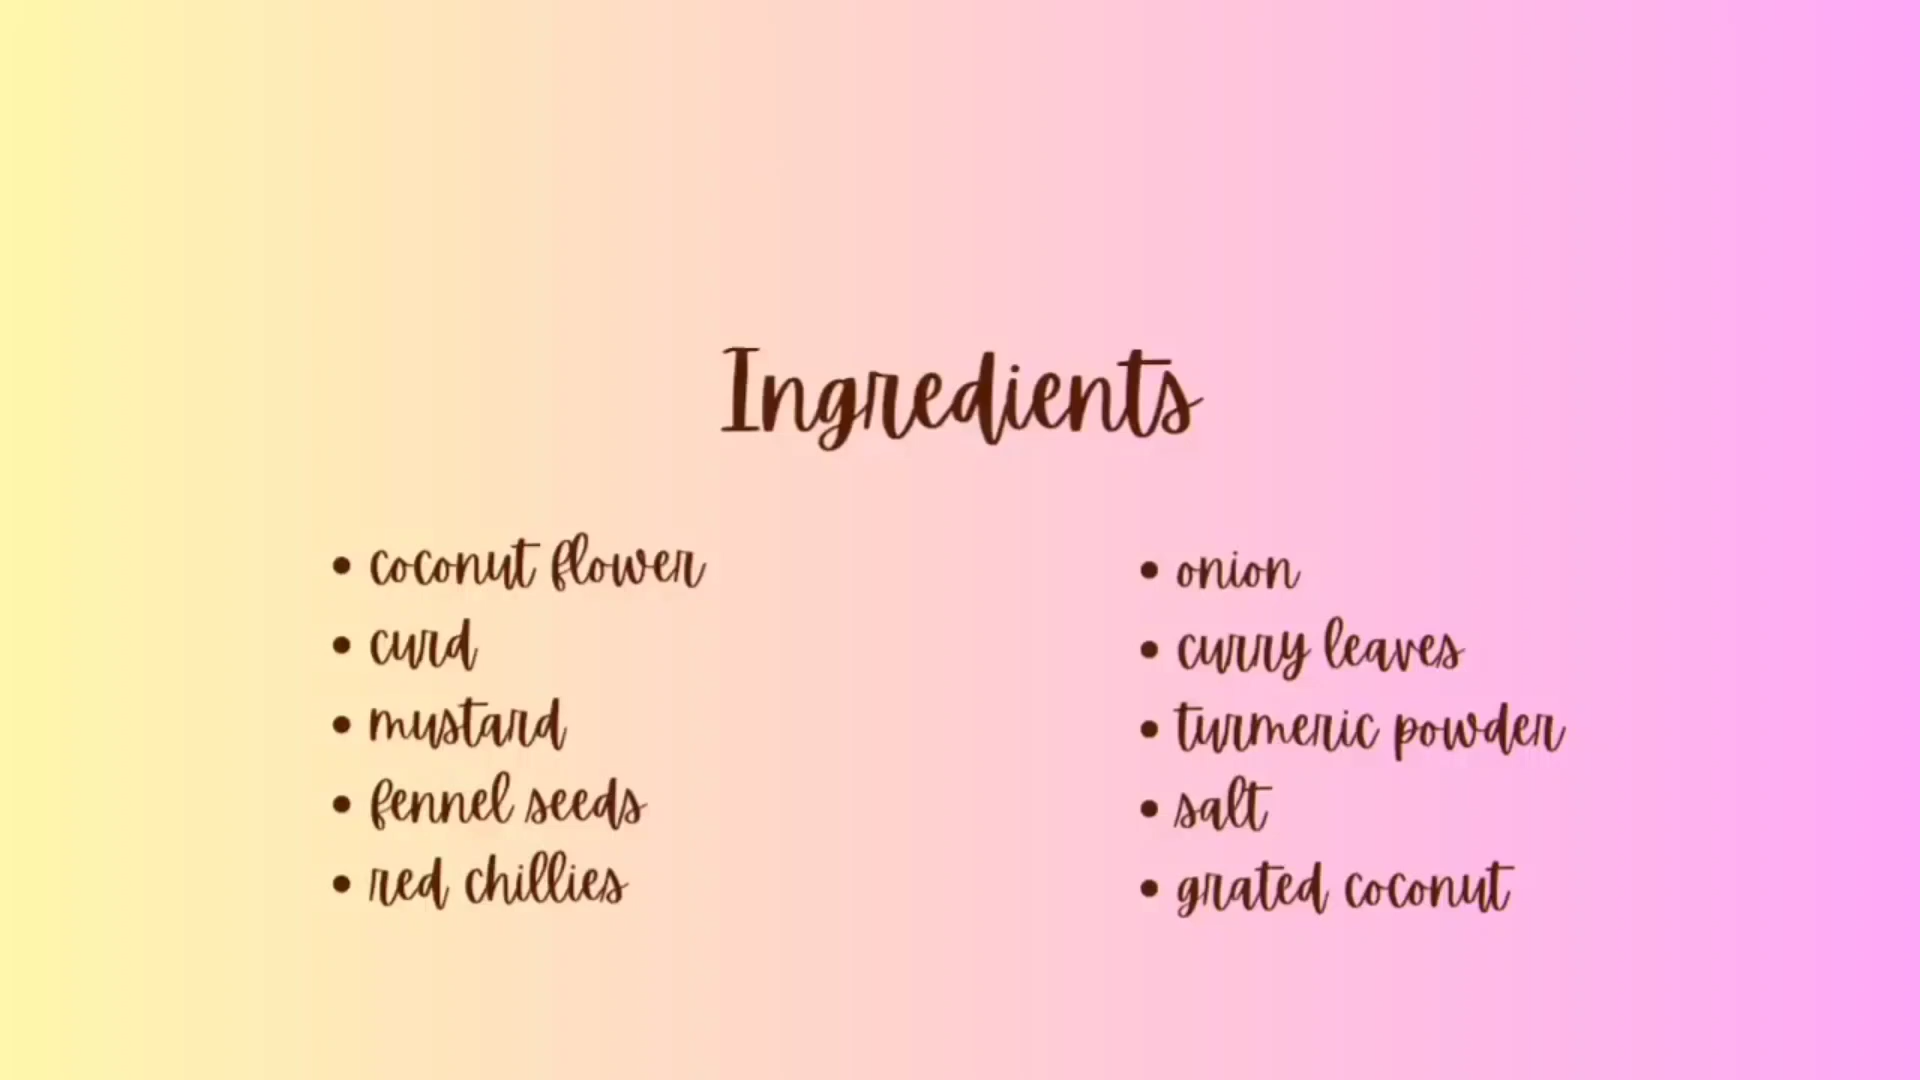 Ingredients
coconut flower
curd
mustard
fennel seeds
red chillies
onion
curry leaves
turmeric powder
salt
grated coconut